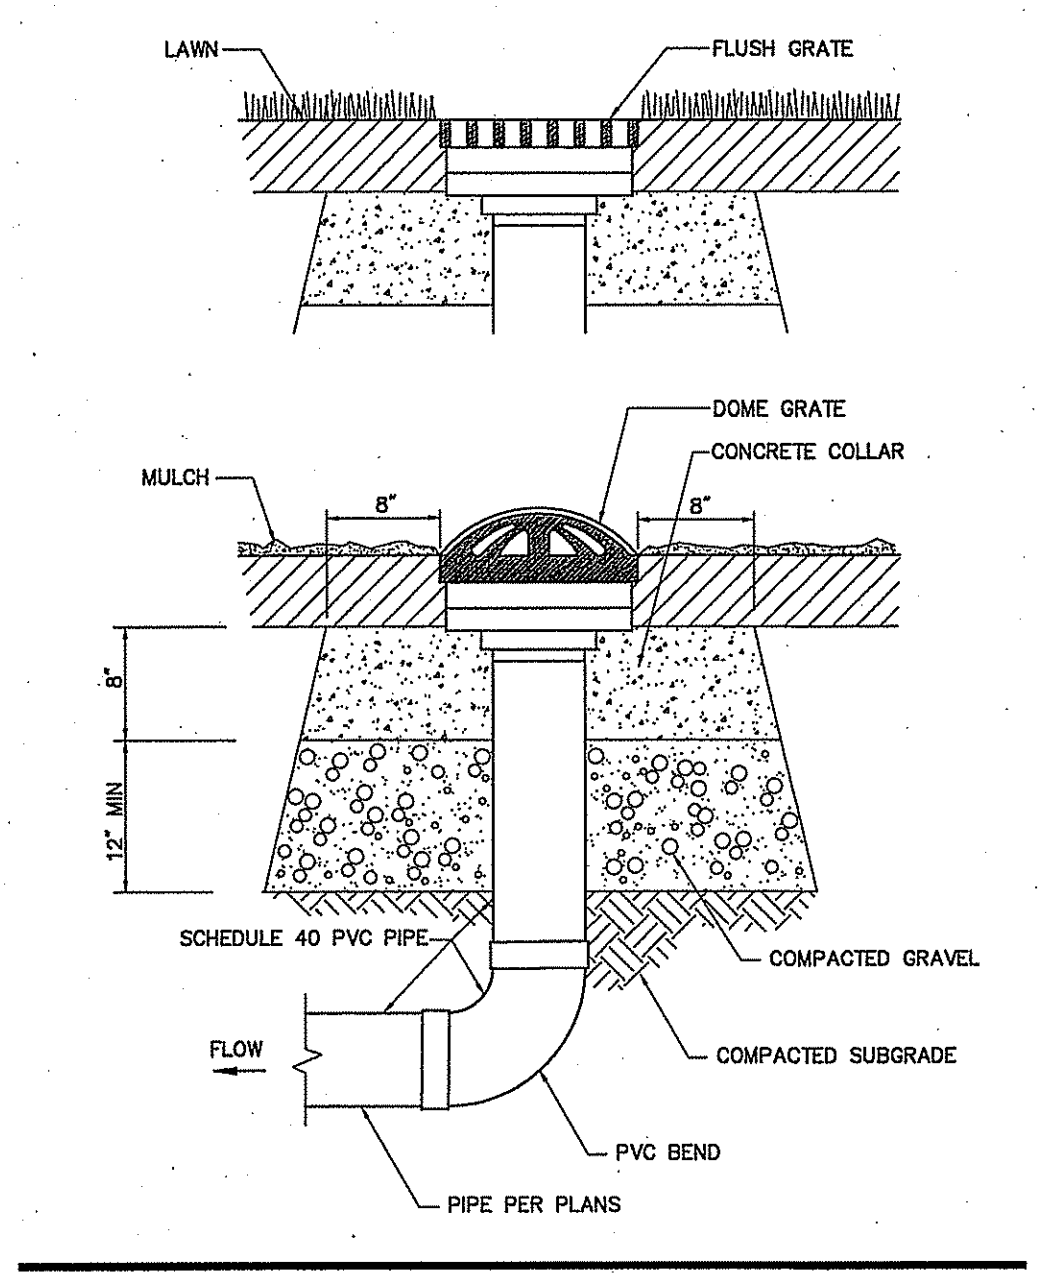 LAWN
FLUSH GRATE
DOME GRATE
CONCRETE COLLAR
MULCH
8"
8"
8"
12" MIN
SCHEDULE 40 PVC PIPE
COMPACTED GRAVEL
FLOW
COMPACTED SUBGRADE
PVC BEND
PIPE PER PLANS